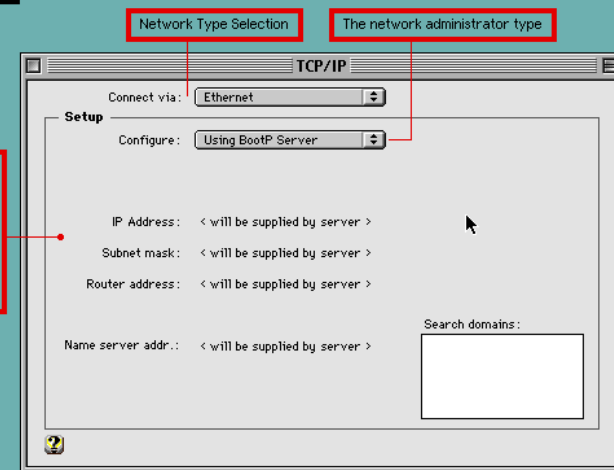 Network Type Selection
The network administrator type
TCP/IP
Connect via: Ethernet
Setup
Configure: Using BootP Server
IP Address: < will be supplied by server >
Subnet mask: < will be supplied by server >
Router address: < will be supplied by server >
Search domains:
Name server addr.: < will be supplied by server >